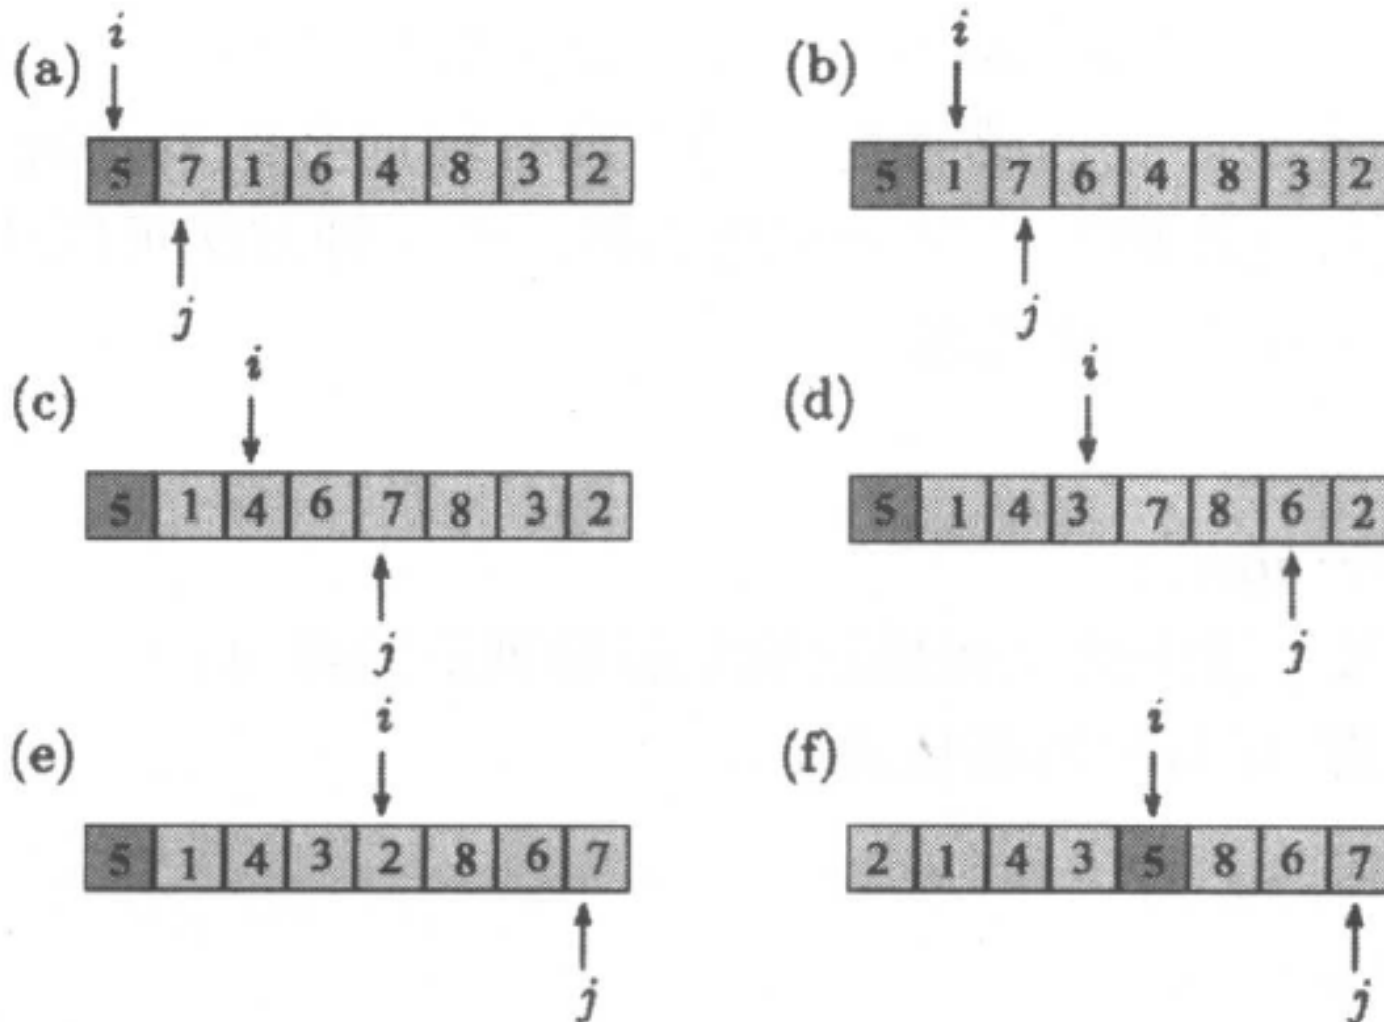 i i
(a) (b)
5 7 1 6 4 8 3 2 5 1 7 6 4 8 3 2
j j
i i
(c) (d)
5 1 4 6 7 8 3 2 5 1 4 3 7 8 6 2
j j
i i
(e) (f)
5 1 4 3 2 8 6 7 2 1 4 3 5 8 6 7
j j